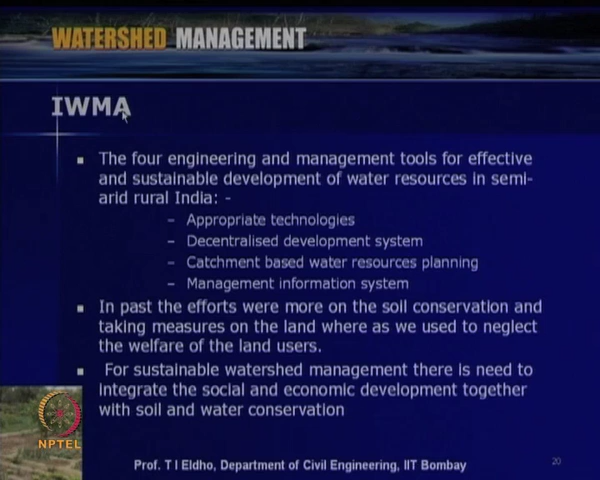 WATERSHED MANAGEMENT
IWMA
▪ The four engineering and management tools for effective
and sustainable development of water resources in semi-
arid rural India: -
– Appropriate technologies
– Decentralised development system
– Catchment based water resources planning
– Management information system
▪ In past the efforts were more on the soil conservation and
taking measures on the land where as we used to neglect
the welfare of the land users.
▪ For sustainable watershed management there is need to
integrate the social and economic development together
with soil and water conservation
NPTEL
Prof. T I Eldho, Department of Civil Engineering, IIT Bombay
20